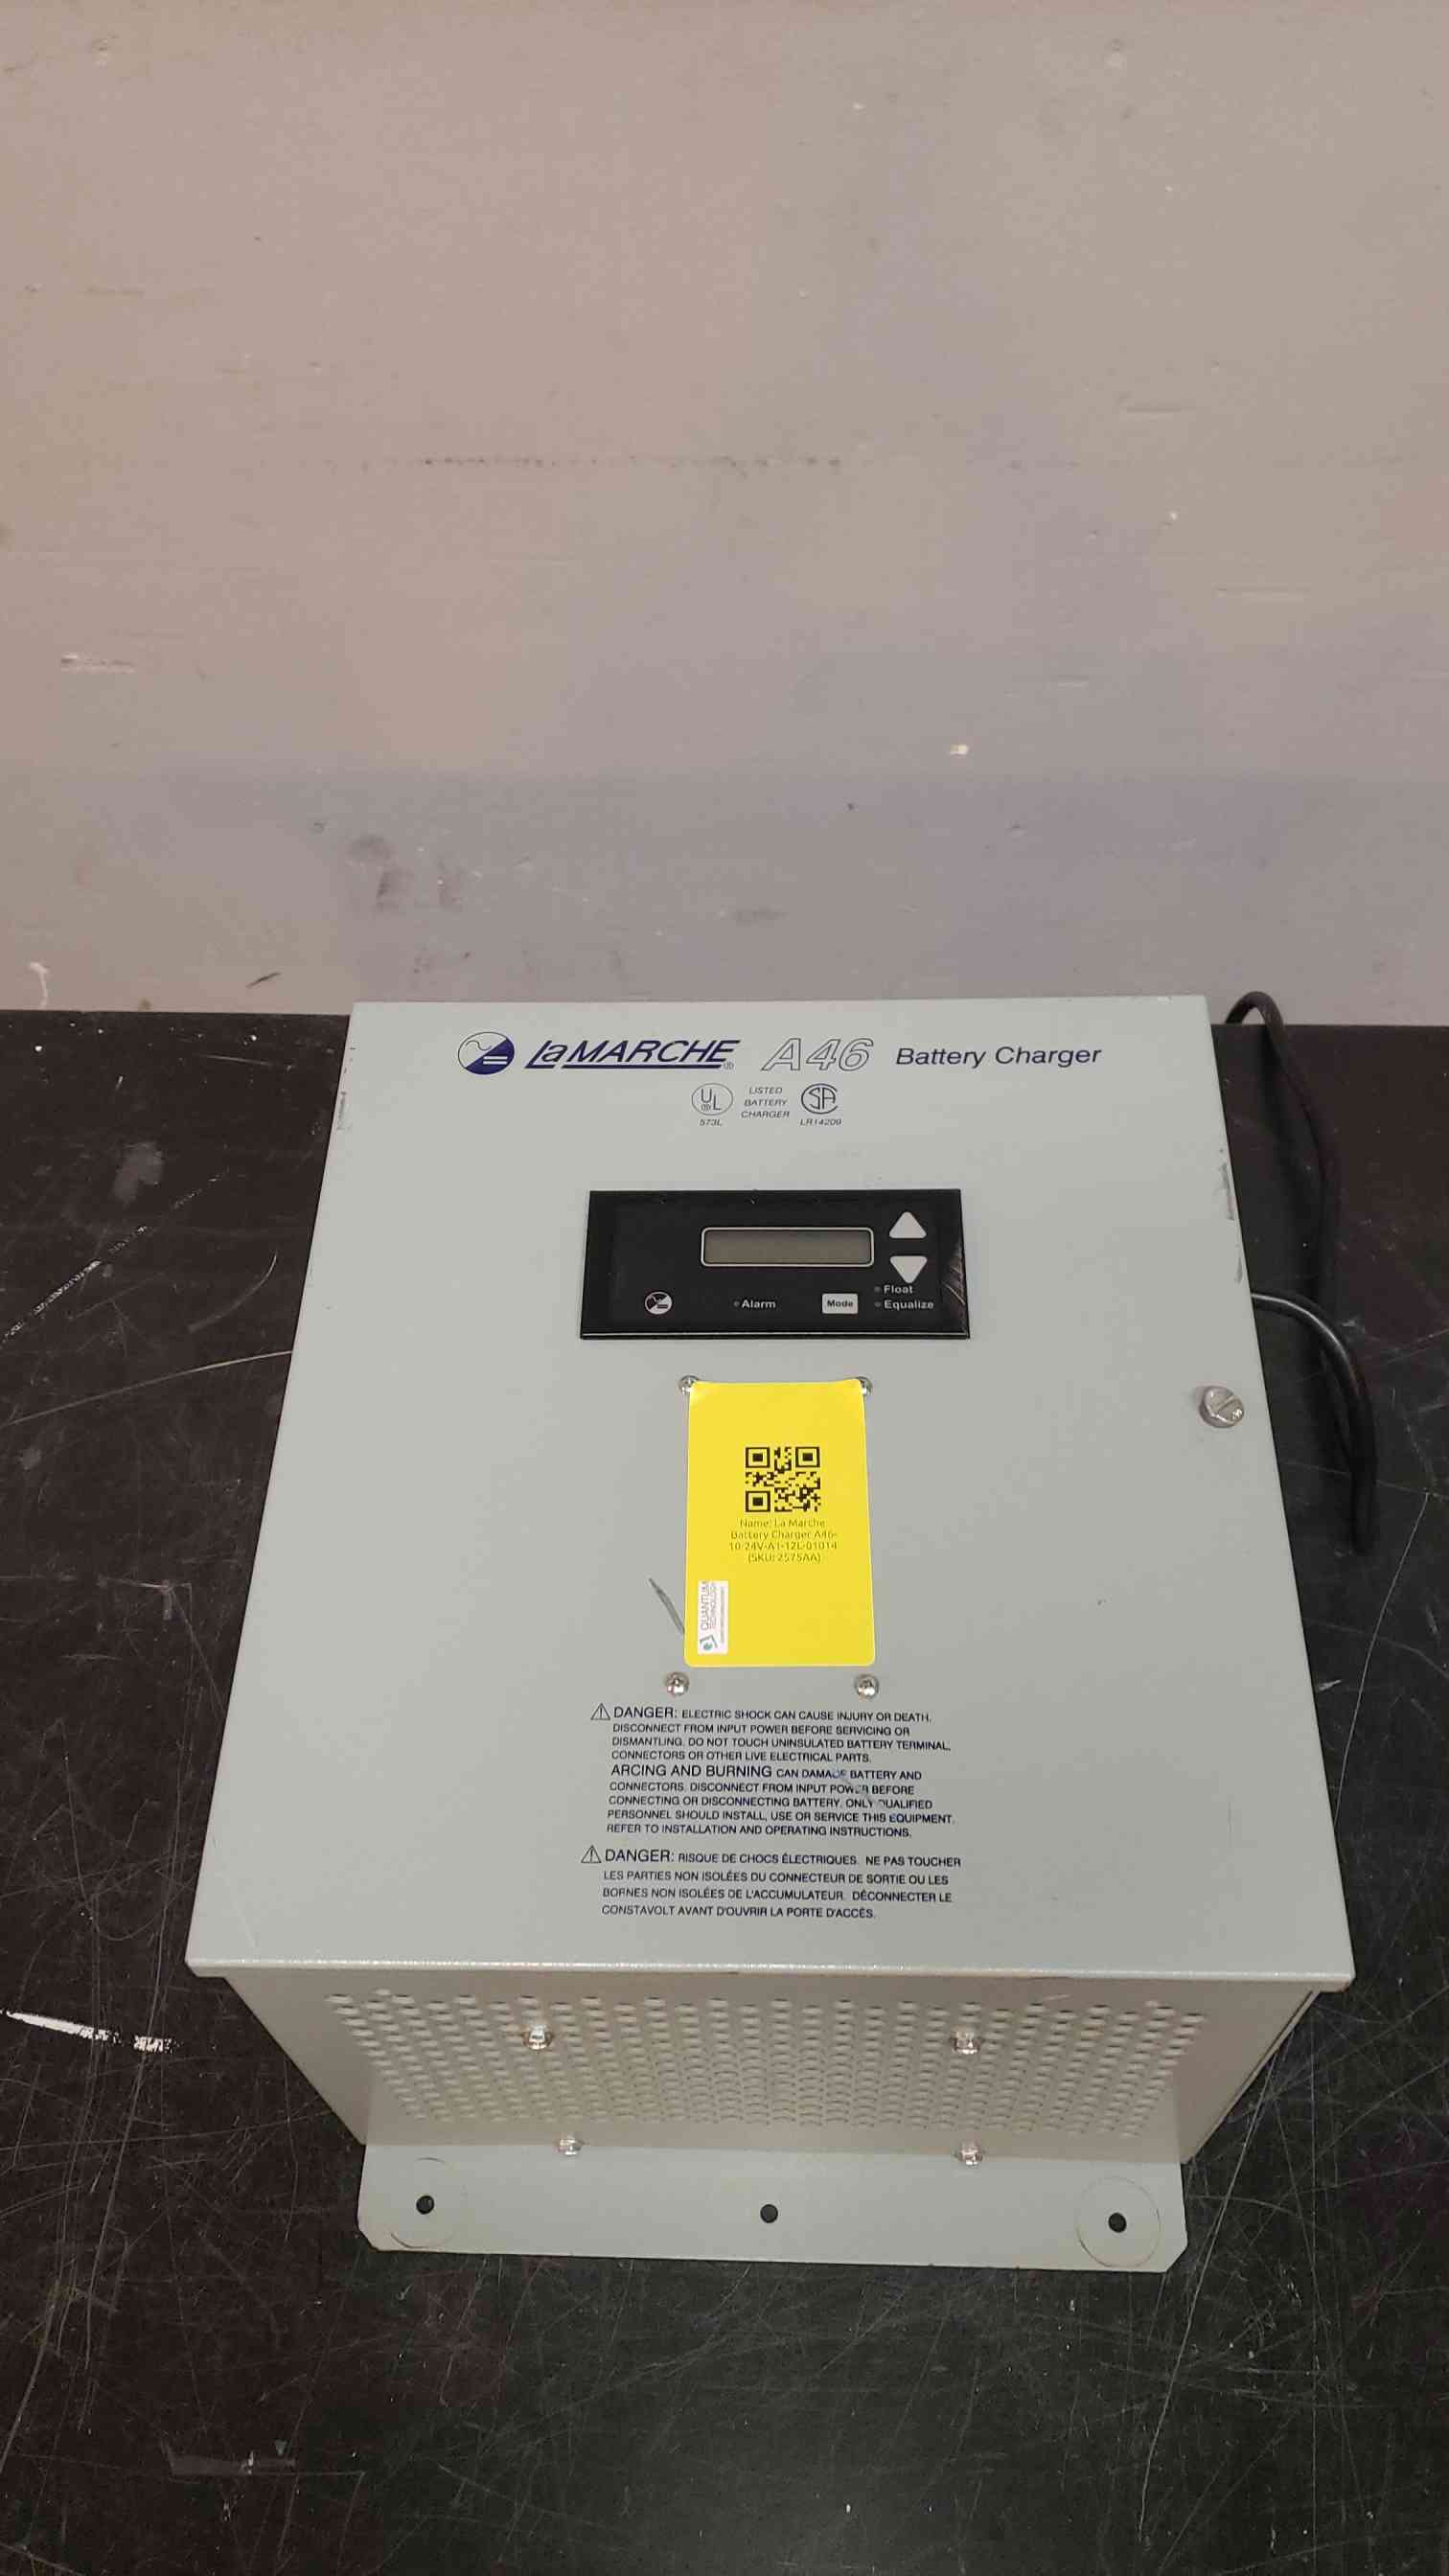 LaMARCHE® A46 Battery Charger
UL® LISTED SA
BATTERY
CHARGER
573L LR14209
Float
Alarm Mode Equalize
Name: La Marche
Battery Charger A46-
10-24V-A1-12L-01014
(SKU: 2575AA)
QUANTUM
TECHNOLOGY
⚠ DANGER: ELECTRIC SHOCK CAN CAUSE INJURY OR DEATH.
DISCONNECT FROM INPUT POWER BEFORE SERVICING OR
DISMANTLING. DO NOT TOUCH UNINSULATED BATTERY TERMINAL,
CONNECTORS OR OTHER LIVE ELECTRICAL PARTS.
ARCING AND BURNING CAN DAMAGE BATTERY AND
CONNECTORS. DISCONNECT FROM INPUT POWER BEFORE
CONNECTING OR DISCONNECTING BATTERY. ONLY QUALIFIED
PERSONNEL SHOULD INSTALL, USE OR SERVICE THIS EQUIPMENT.
REFER TO INSTALLATION AND OPERATING INSTRUCTIONS.
⚠ DANGER: RISQUE DE CHOCS ÉLECTRIQUES. NE PAS TOUCHER
LES PARTIES NON ISOLÉES DU CONNECTEUR DE SORTIE OU LES
BORNES NON ISOLÉES DE L'ACCUMULATEUR. DÉCONNECTER LE
CONSTAVOLT AVANT D'OUVRIR LA PORTE D'ACCÈS.